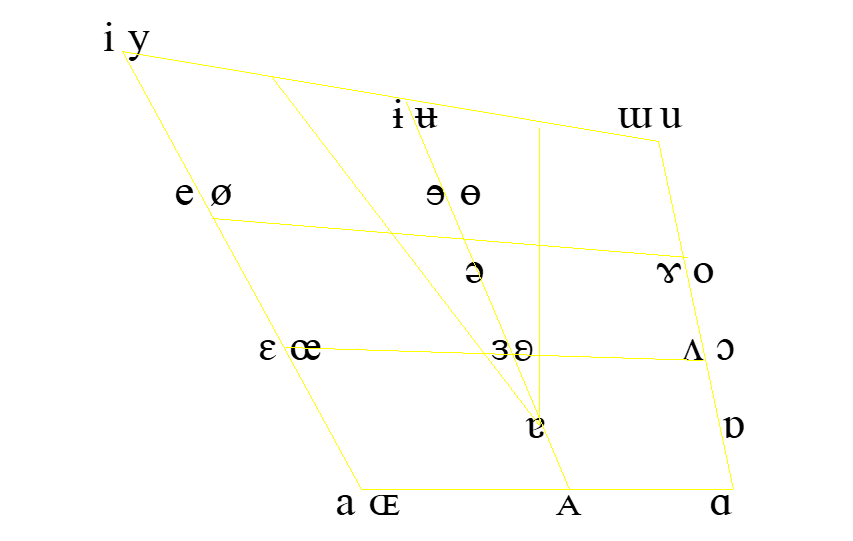 i y
ɨ ʉ
ɯ u
e ø
ɘ ɵ
ə
ɤ o
ɛ œ
ɜ ɞ
ʌ ɔ
ɐ
ɒ
a ɶ
ᴀ
ɑ